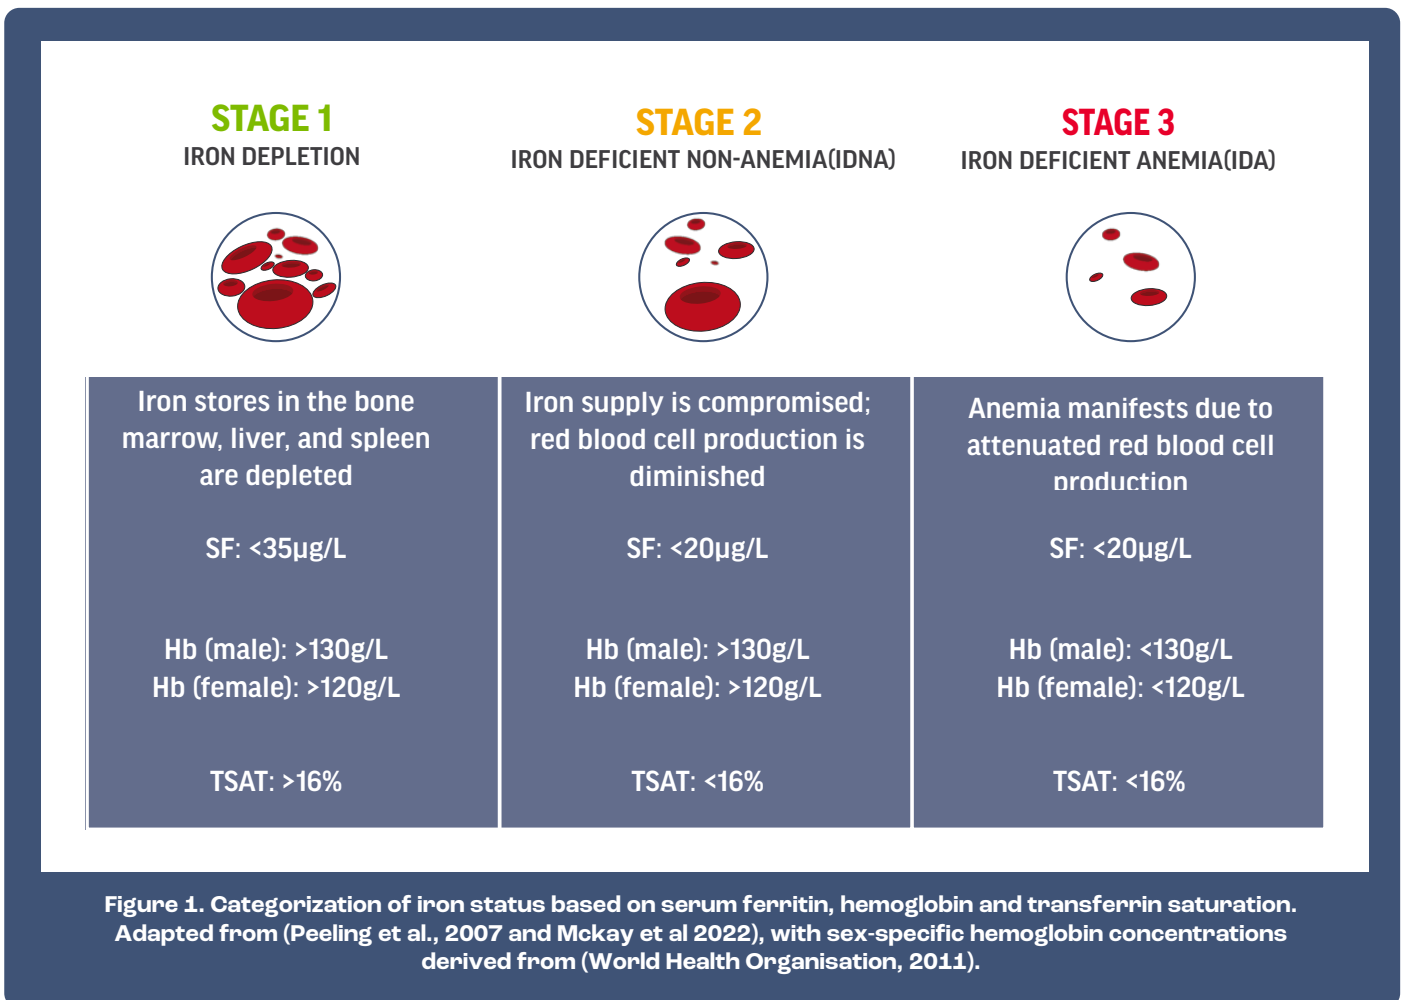 STAGE 1
IRON DEPLETION
STAGE 2
IRON DEFICIENT NON-ANEMIA(IDNA)
STAGE 3
IRON DEFICIENT ANEMIA(IDA)
Iron stores in the bone
marrow, liver, and spleen
are depleted
SF: <35µg/L
Hb (male): >130g/L
Hb (female): >120g/L
TSAT: >16%
Iron supply is compromised;
red blood cell production is
diminished
SF: <20µg/L
Hb (male): >130g/L
Hb (female): >120g/L
TSAT: <16%
Anemia manifests due to
attenuated red blood cell
production
SF: <20µg/L
Hb (male): <130g/L
Hb (female): <120g/L
TSAT: <16%
Figure 1. Categorization of iron status based on serum ferritin, hemoglobin and transferrin saturation.
Adapted from (Peeling et al., 2007 and Mckay et al 2022), with sex-specific hemoglobin concentrations
derived from (World Health Organisation, 2011).